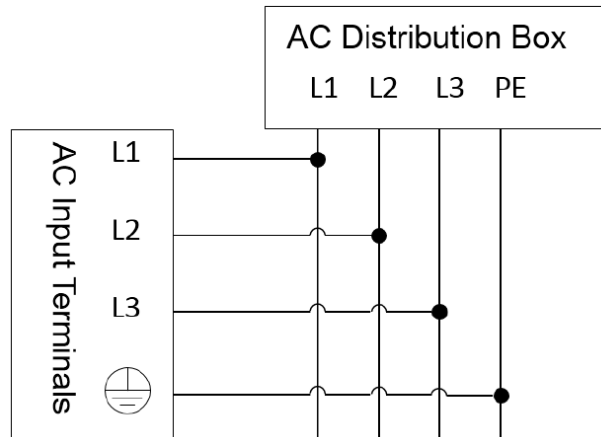 AC Distribution Box
L1 L2 L3 PE
AC Input Terminals
L1
L2
L3